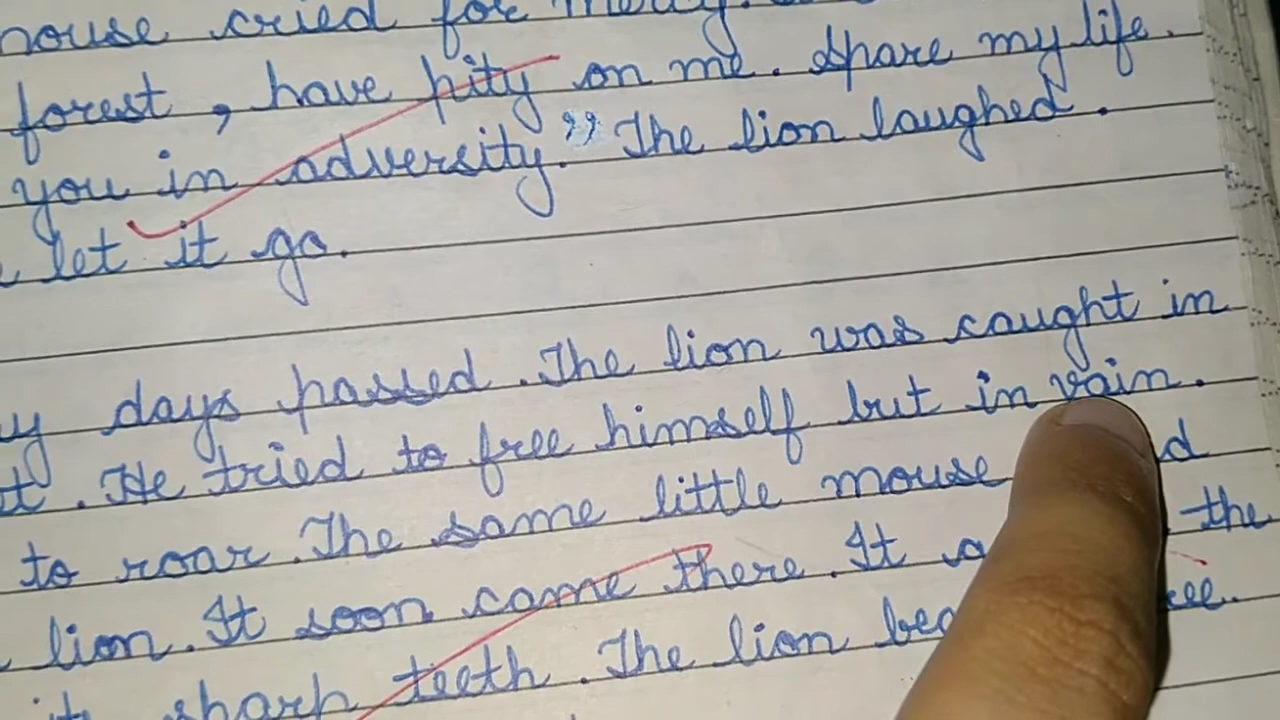 mouse cried for
forest, have pity on me. Spare my life.
you in adversity." The lion laughed.
let it go.
days passed. The lion was caught in
He tried to free himself but in vain.
to roar. The same little mouse
lion. It soon came there. It the
sharp teeth. The lion